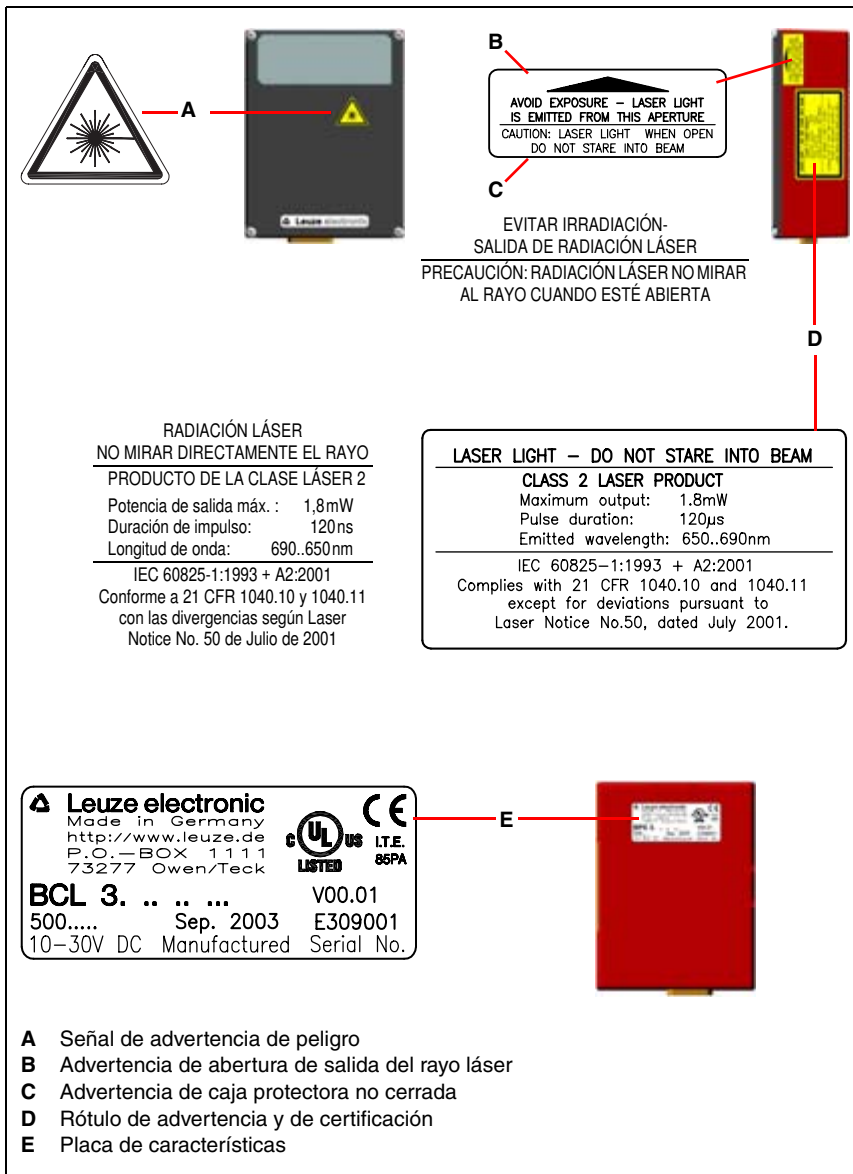 A
Leuze electronic
B
AVOID EXPOSURE – LASER LIGHT
IS EMITTED FROM THIS APERTURE
CAUTION: LASER LIGHT WHEN OPEN
DO NOT STARE INTO BEAM
C
EVITAR IRRADIACIÓN-
SALIDA DE RADIACIÓN LÁSER
PRECAUCIÓN: RADIACIÓN LÁSER NO MIRAR
AL RAYO CUANDO ESTÉ ABIERTA
D
RADIACIÓN LÁSER
NO MIRAR DIRECTAMENTE EL RAYO
PRODUCTO DE LA CLASE LÁSER 2
Potencia de salida máx. : 1,8mW
Duración de impulso: 120ns
Longitud de onda: 690..650nm
IEC 60825-1:1993 + A2:2001
Conforme a 21 CFR 1040.10 y 1040.11
con las divergencias según Laser
Notice No. 50 de Julio de 2001
LASER LIGHT – DO NOT STARE INTO BEAM
CLASS 2 LASER PRODUCT
Maximum output: 1.8mW
Pulse duration: 120µs
Emitted wavelength: 650..690nm
IEC 60825–1:1993 + A2:2001
Complies with 21 CFR 1040.10 and 1040.11
except for deviations pursuant to
Laser Notice No.50, dated July 2001.
Leuze electronic
Made in Germany
http://www.leuze.de
P.O.–BOX 1111
73277 Owen/Teck
C UL US
LISTED
CE
I.T.E.
85PA
BCL 3. .. .. ... V00.01
500..... Sep. 2003 E309001
10–30V DC Manufactured Serial No.
E
A Señal de advertencia de peligro
B Advertencia de abertura de salida del rayo láser
C Advertencia de caja protectora no cerrada
D Rótulo de advertencia y de certificación
E Placa de características